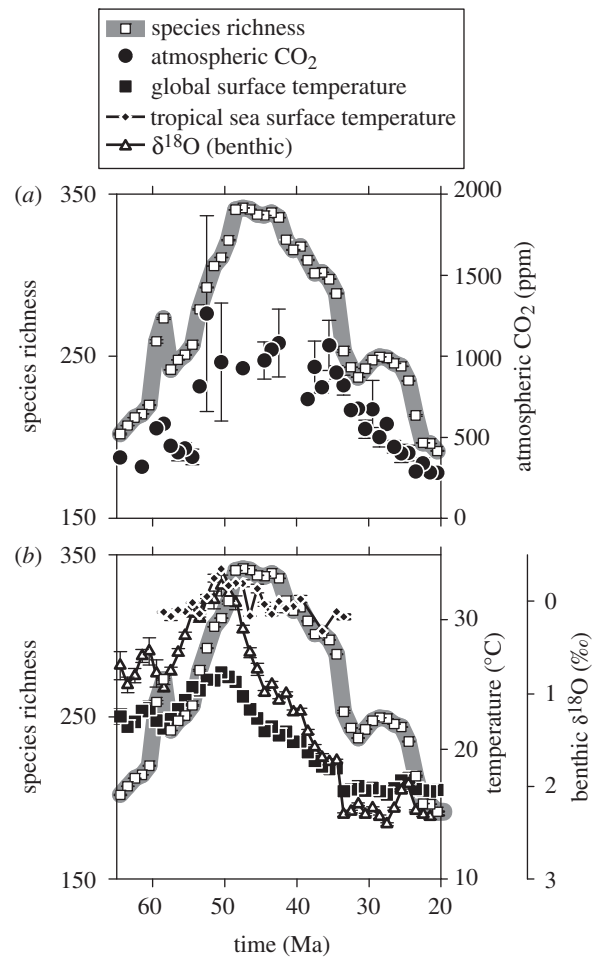 species richness
atmospheric CO₂
global surface temperature
tropical sea surface temperature
δ¹⁸O (benthic)
(a)
350
250
150
species richness
2000
1500
1000
500
0
atmospheric CO₂ (ppm)
(b)
350
250
150
species richness
30
20
10
temperature (°C)
0
1
2
3
benthic δ¹⁸O (‰)
60 50 40 30 20
time (Ma)